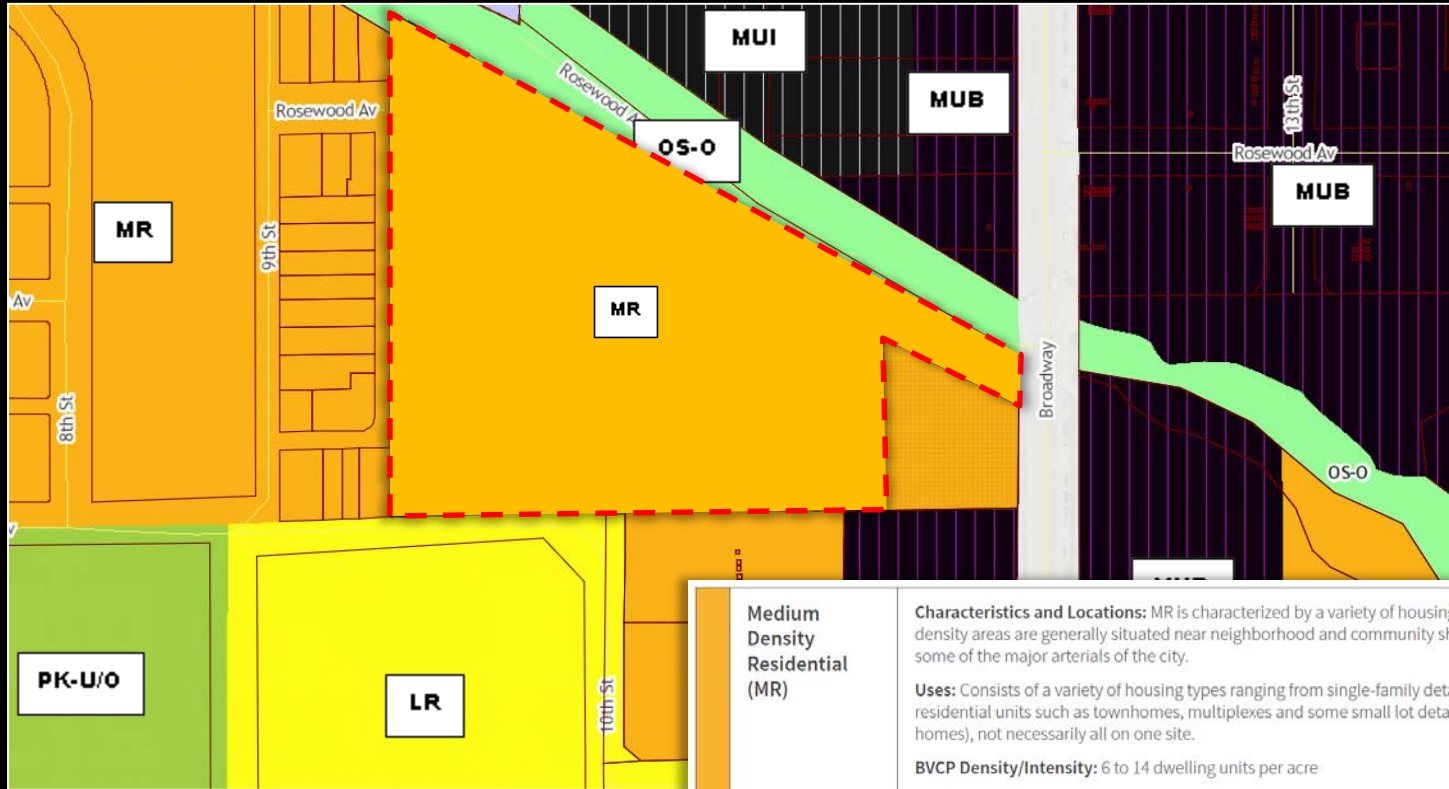 MUI
Rosewood Av
MUB
13th St
Rosewood Av
Rosewood A
OS-O
MUB
MR
9th St
Av
MR
Broadway
8th St
OS-O
PK-U/O
LR
10th St
Medium
Density
Residential
(MR)
Characteristics and Locations: MR is characterized by a variety of housing
density areas are generally situated near neighborhood and community sh
some of the major arterials of the city.
Uses: Consists of a variety of housing types ranging from single-family deta
residential units such as townhomes, multiplexes and some small lot deta
homes), not necessarily all on one site.
BVCP Density/Intensity: 6 to 14 dwelling units per acre